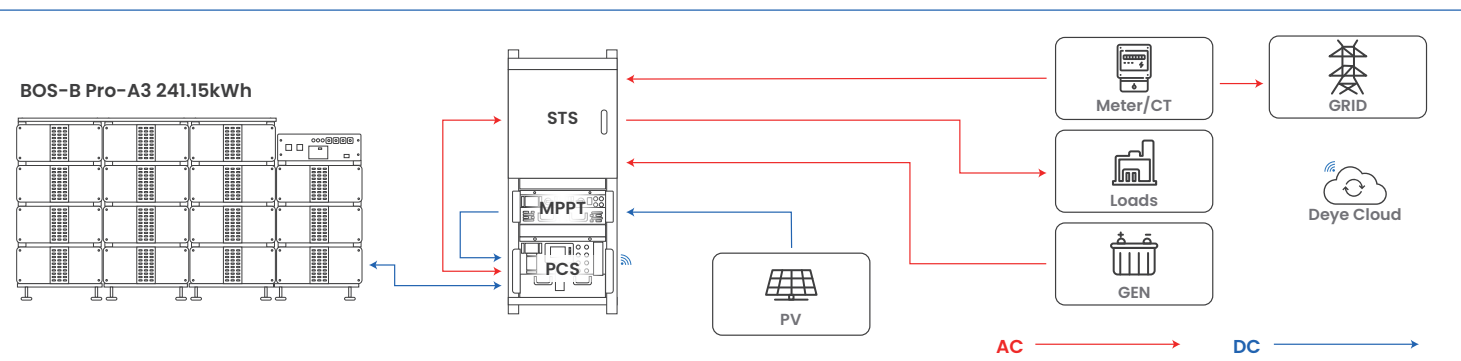 BOS-B Pro-A3 241.15kWh
STS
MPPT
PCS
PV
Meter/CT
GRID
Loads
Deye Cloud
GEN
AC
DC